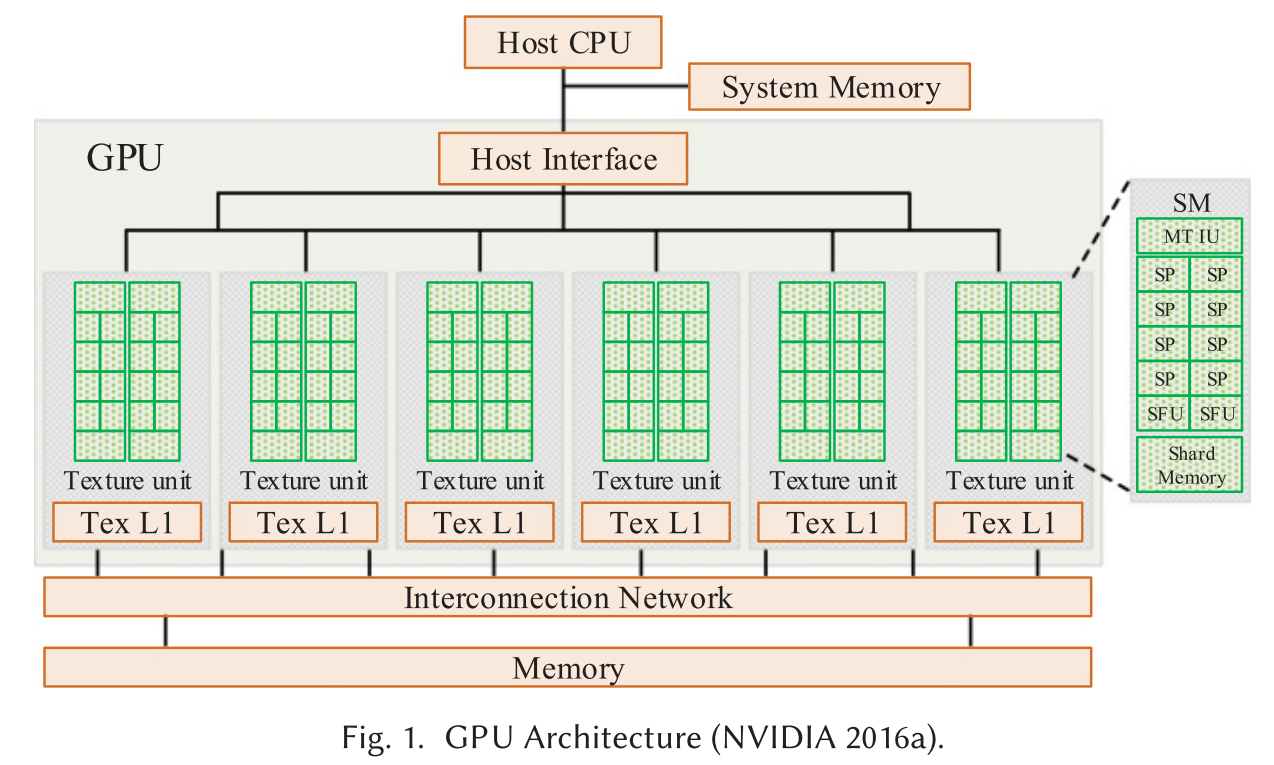 Host CPU
System Memory
GPU
Host Interface
SM
MT IU
SP SP
SP SP
SP SP
SP SP
SFU SFU
Shard
Memory
Texture unit Texture unit Texture unit Texture unit Texture unit Texture unit
Tex L1 Tex L1 Tex L1 Tex L1 Tex L1 Tex L1
Interconnection Network
Memory
Fig. 1. GPU Architecture (NVIDIA 2016a).